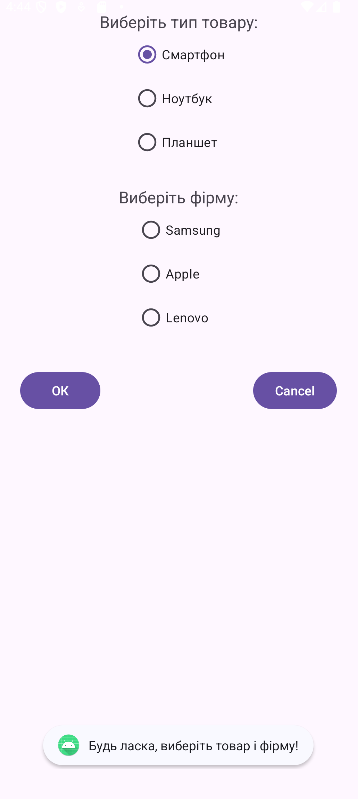 Виберіть тип товару:
Смартфон
Ноутбук
Планшет
Виберіть фірму:
Samsung
Apple
Lenovo
OK
Cancel
Будь ласка, виберіть товар і фірму!